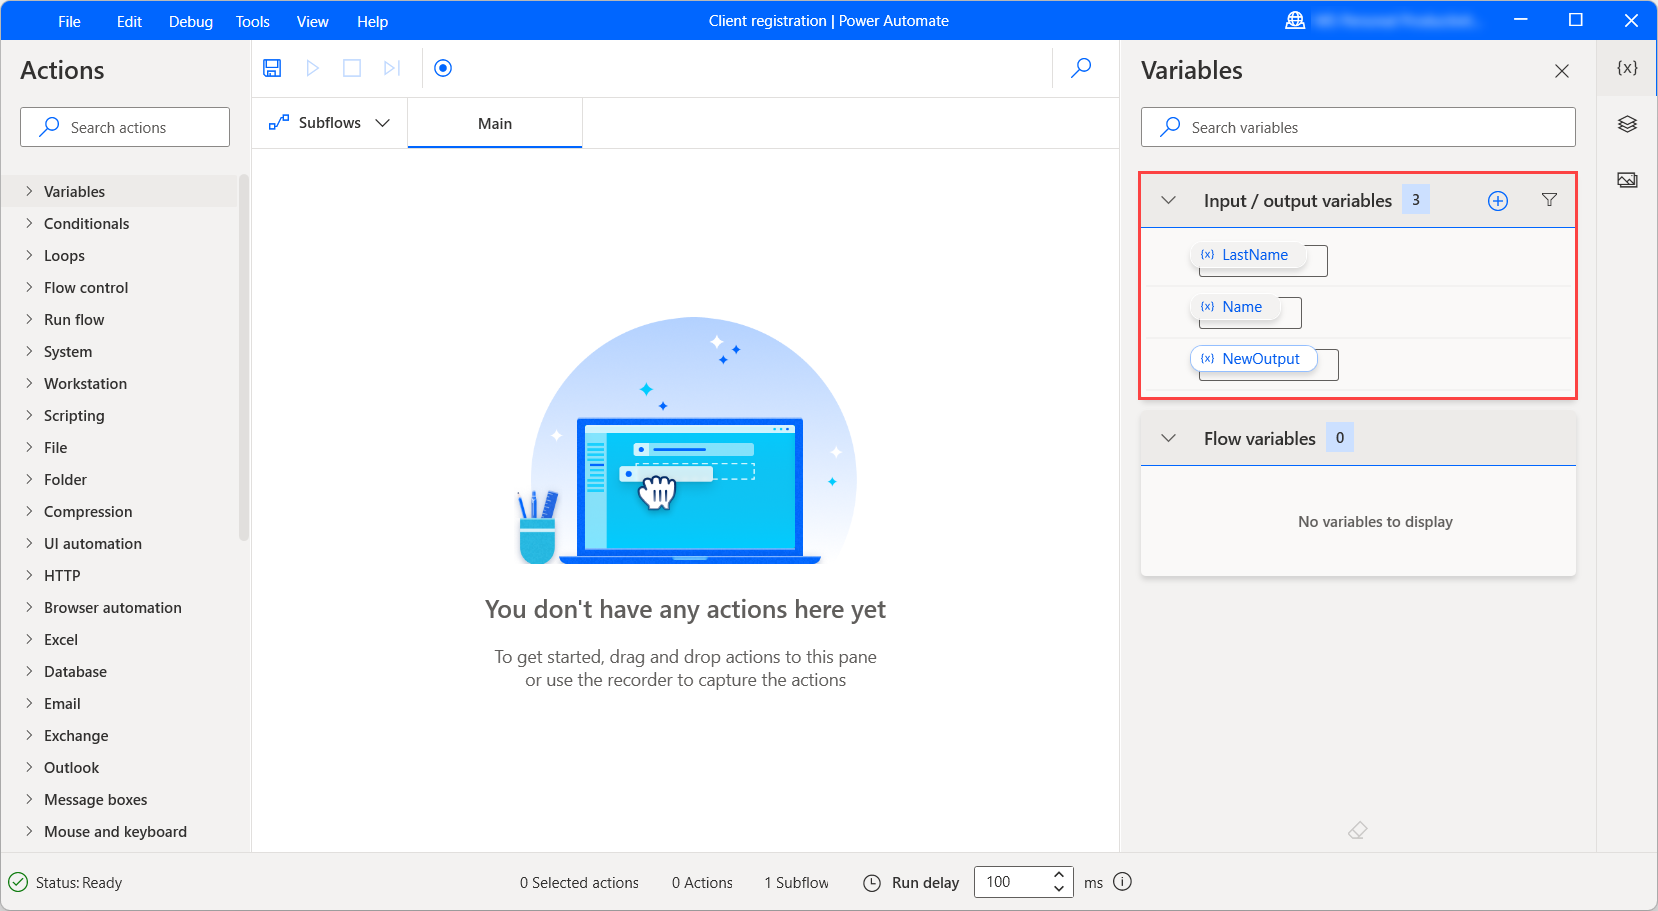 File Edit Debug Tools View Help
Client registration | Power Automate
Actions
Search actions
Variables
Conditionals
Loops
Flow control
Run flow
System
Workstation
Scripting
File
Folder
Compression
UI automation
HTTP
Browser automation
Excel
Database
Email
Exchange
Outlook
Message boxes
Mouse and keyboard
Subflows
Main
You don't have any actions here yet
To get started, drag and drop actions to this pane
or use the recorder to capture the actions
Variables
Search variables
Input / output variables 3
{x} LastName
{x} Name
{x} NewOutput
Flow variables 0
No variables to display
{x}
Status: Ready
0 Selected actions 0 Actions 1 Subflow Run delay 100 ms